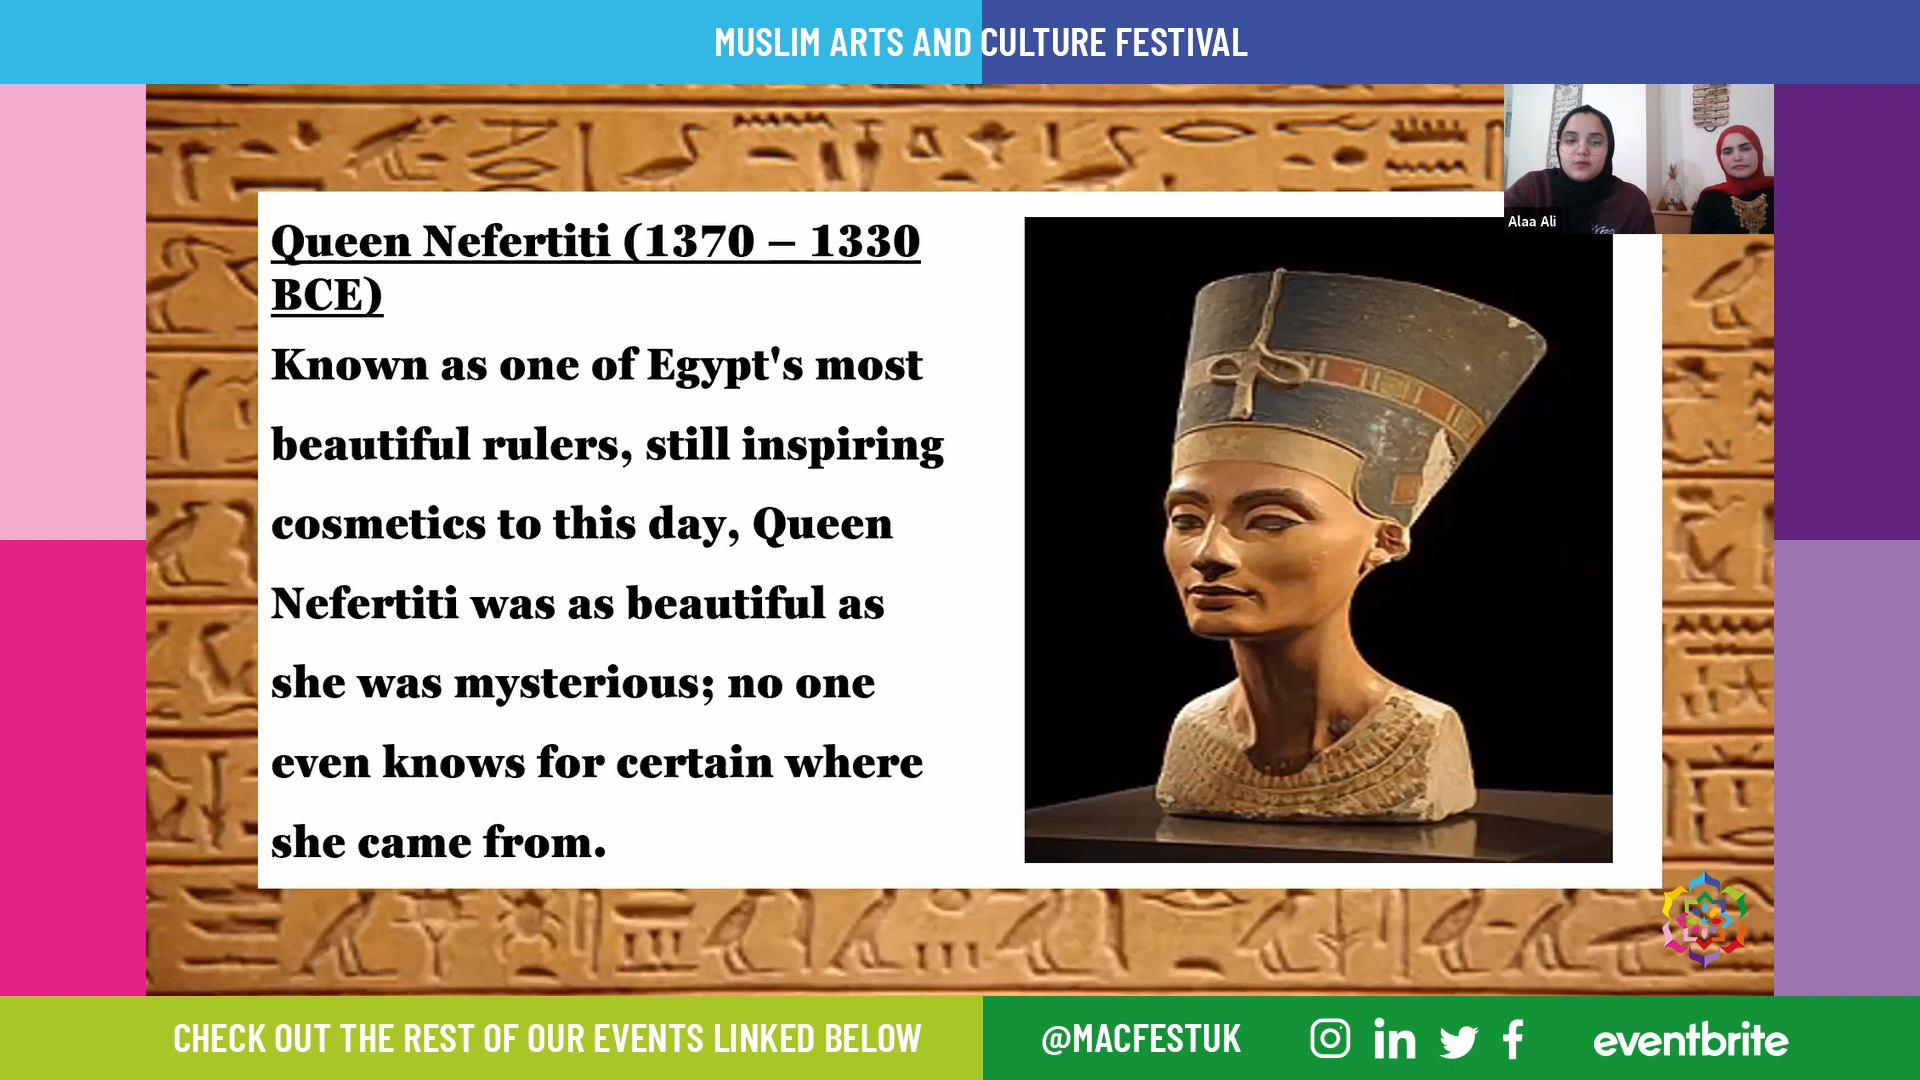 MUSLIM ARTS AND CULTURE FESTIVAL
Alaa Ali
Queen Nefertiti (1370 – 1330
BCE)
Known as one of Egypt's most
beautiful rulers, still inspiring
cosmetics to this day, Queen
Nefertiti was as beautiful as
she was mysterious; no one
even knows for certain where
she came from.
CHECK OUT THE REST OF OUR EVENTS LINKED BELOW
@MACFESTUK
eventbrite